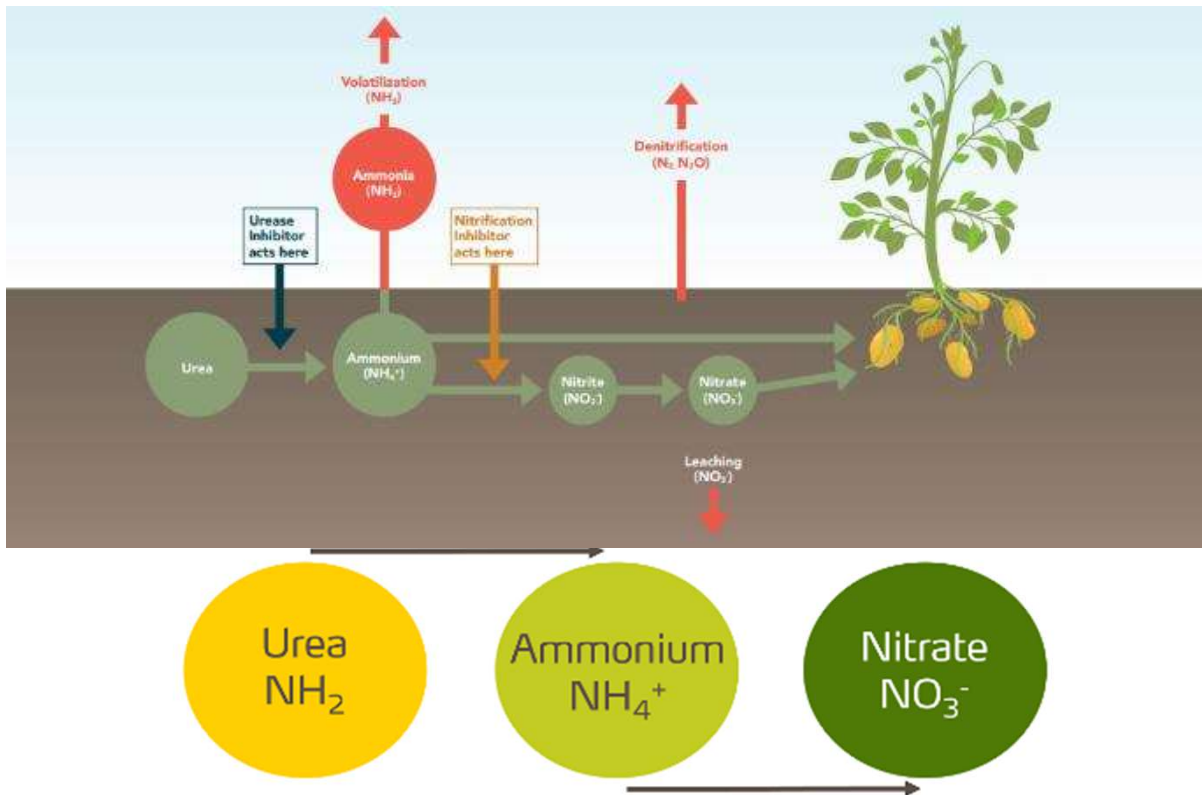 Volatilization
(NH₃)
Ammonia
(NH₃)
Denitrification
(N₂ N₂O)
Urease
Inhibitor
acts here
Nitrification
Inhibitor
acts here
Urea
Ammonium
(NH₄⁺)
Nitrite
(NO₂⁻)
Nitrate
(NO₃⁻)
Leaching
(NO₃⁻)
Urea
NH₂
Ammonium
NH₄⁺
Nitrate
NO₃⁻